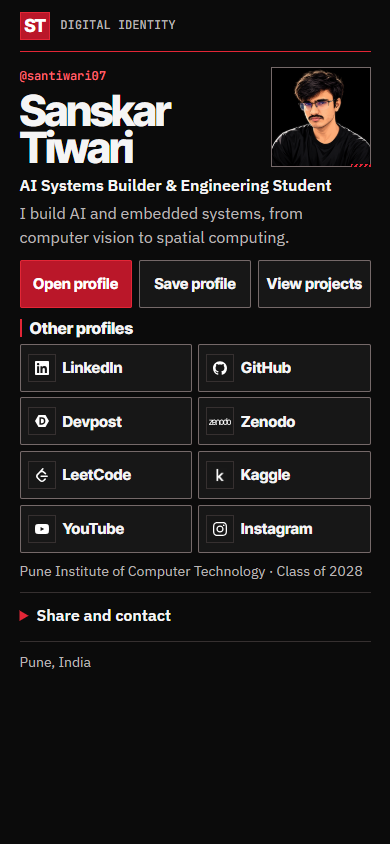 ST DIGITAL IDENTITY
@santiwari07
Sanskar
Tiwari
AI Systems Builder & Engineering Student
I build AI and embedded systems, from
computer vision to spatial computing.
Open profile Save profile View projects
Other profiles
in LinkedIn GitHub
D Devpost zenodo Zenodo
LeetCode k Kaggle
YouTube Instagram
Pune Institute of Computer Technology · Class of 2028
Share and contact
Pune, India